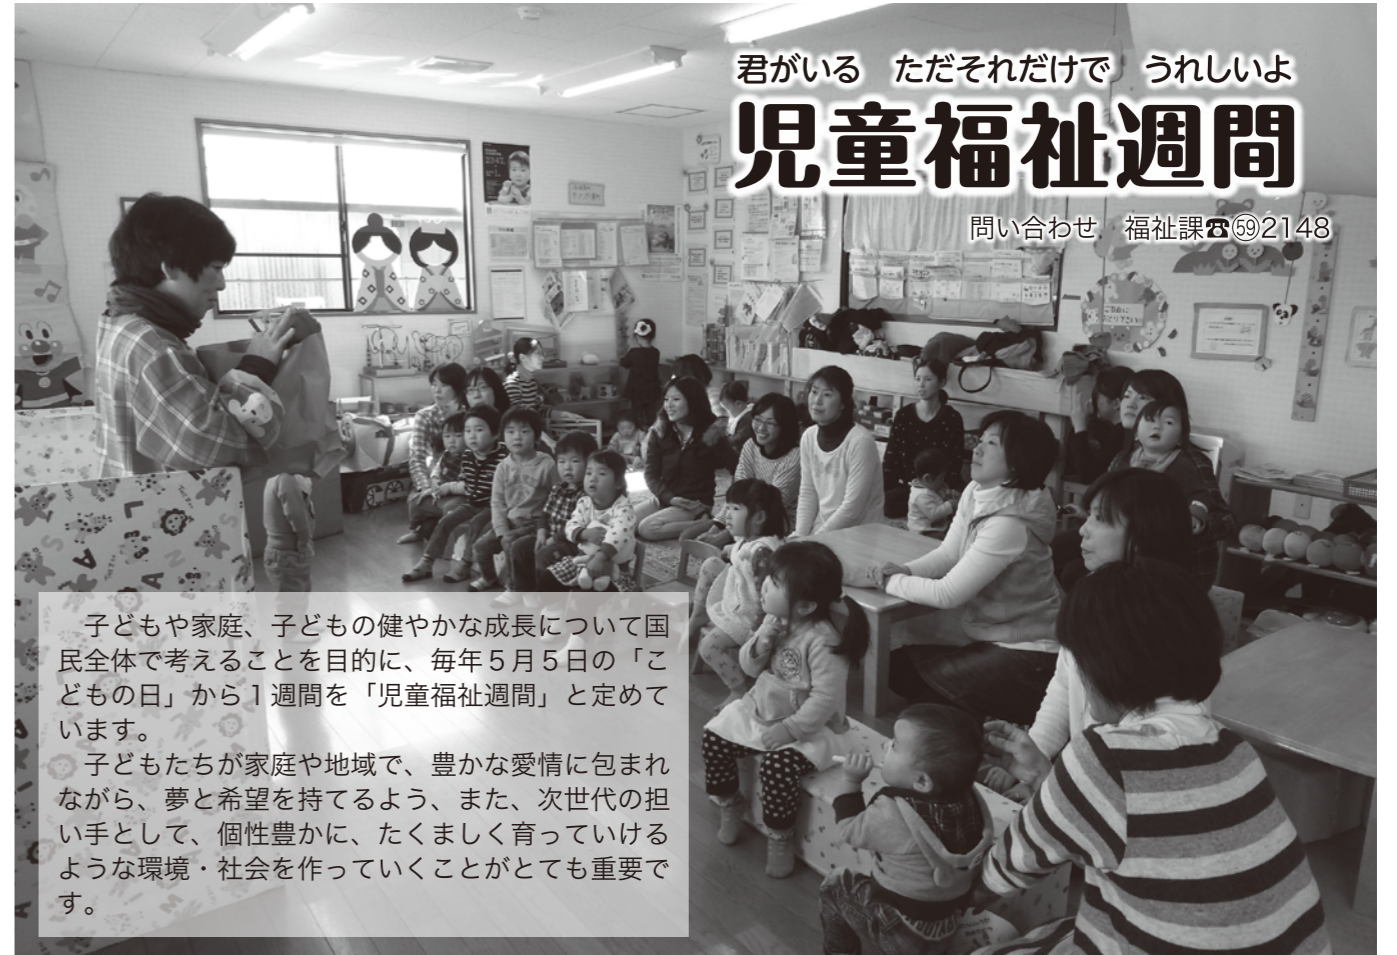 君がいる　ただそれだけで　うれしいよ
児童福祉週間
問い合わせ　福祉課☎㊾2148
　子どもや家庭、子どもの健やかな成長について国
民全体で考えることを目的に、毎年５月５日の「こ
どもの日」から１週間を「児童福祉週間」と定めて
います。
　子どもたちが家庭や地域で、豊かな愛情に包まれ
ながら、夢と希望を持てるよう、また、次世代の担
い手として、個性豊かに、たくましく育っていける
ような環境・社会を作っていくことがとても重要で
す。